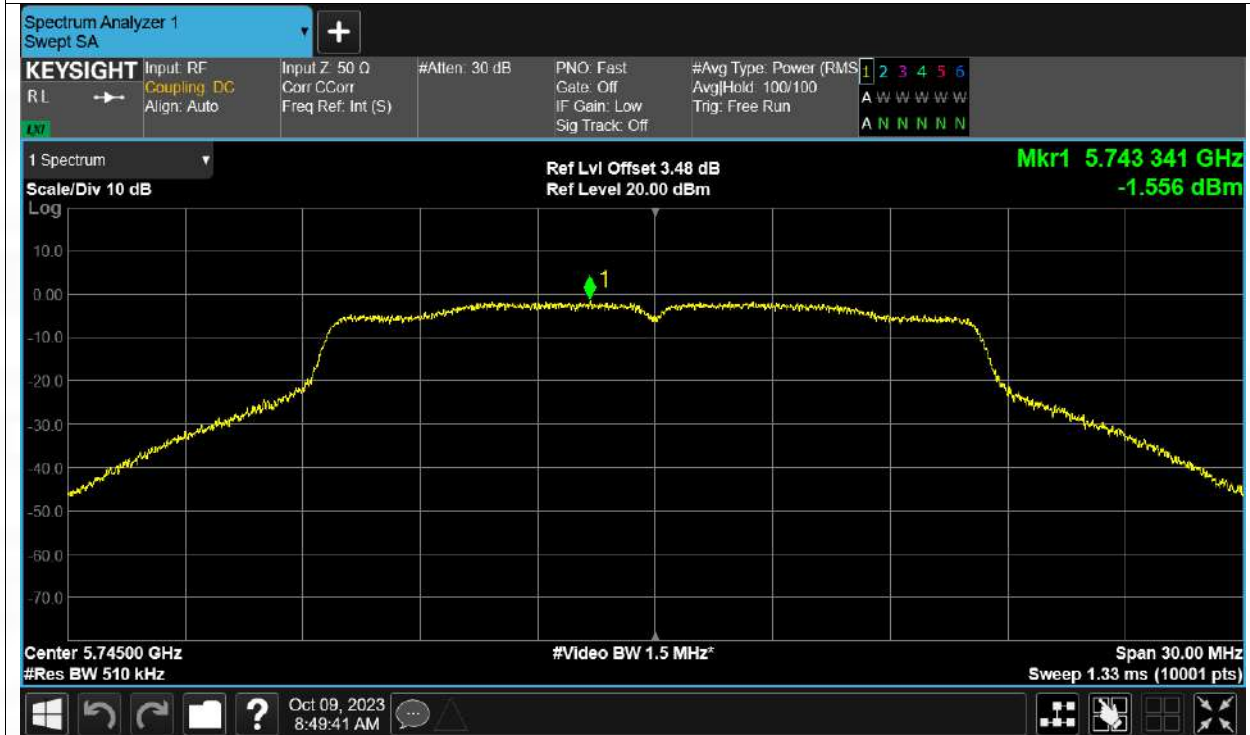 Spectrum Analyzer 1
Swept SA
+
KEYSIGHT
RL
LXI
Input: RF
Coupling: DC
Align: Auto
Input Z: 50 Ω
Corr CCorr
Freq Ref: Int (S)
#Atten: 30 dB
PNO: Fast
Gate: Off
IF Gain: Low
Sig Track: Off
#Avg Type: Power (RMS
Avg|Hold: 100/100
Trig: Free Run
1 2 3 4 5 6
A W W W W W
A N N N N N
1 Spectrum
Scale/Div 10 dB
Log
Ref Lvl Offset 3.48 dB
Ref Level 20.00 dBm
Mkr1 5.743 341 GHz
-1.556 dBm
10.0
0.00
-10.0
-20.0
-30.0
-40.0
-50.0
-60.0
-70.0
1
Center 5.74500 GHz
#Res BW 510 kHz
#Video BW 1.5 MHz*
Span 30.00 MHz
Sweep 1.33 ms (10001 pts)
?
Oct 09, 2023
8:49:41 AM